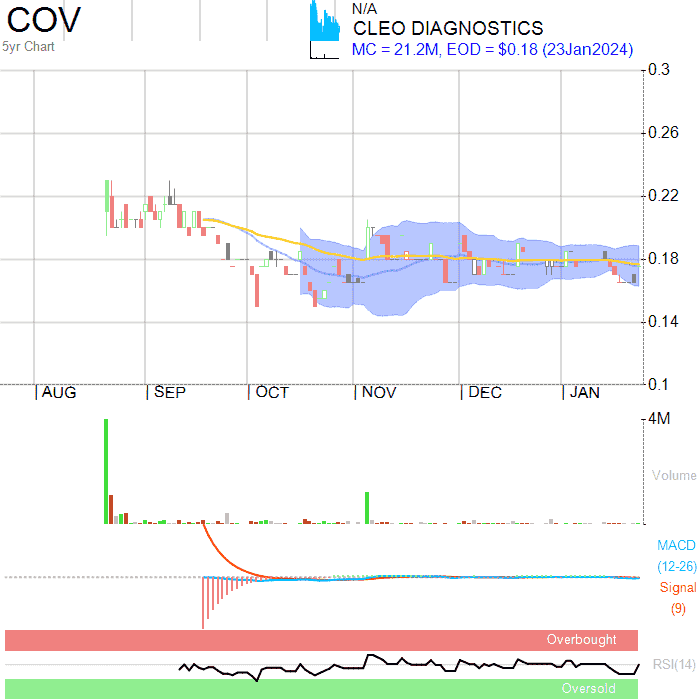 COV
5yr Chart
N/A
CLEO DIAGNOSTICS
MC = 21.2M, EOD = $0.18 (23Jan2024)
0.3
0.26
0.22
0.18
0.14
0.1
AUG SEP OCT NOV DEC JAN
4M
Volume
MACD
(12-26)
Signal
(9)
Overbought
RSI(14)
Oversold